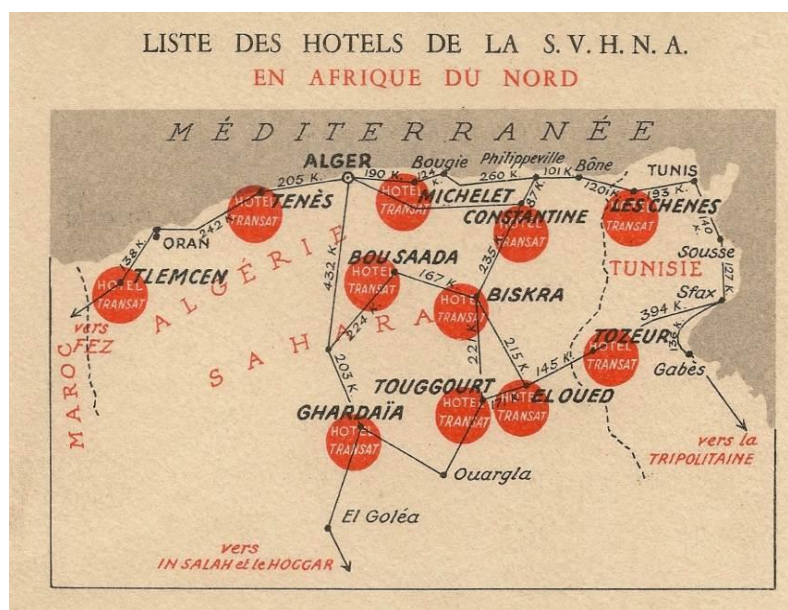 LISTE DES HOTELS DE LA S.V.H.N.A.
EN AFRIQUE DU NORD
MÉDITERRANÉE
ALGER
Bougie
Philippeville
Bône
TUNIS
205 K.
190 K.
124 K.
260 K.
101 K
120 K
193 K.
HOTEL TRANSAT
TENÈS
HOTEL
MICHELET
87 K.
HOTEL TRANSAT
LES CHENES
242 K.
CONSTANTINE
HOTEL TRANSAT
140 K.
ORAN
Sousse
138 K.
ALGÉRIE
432 K.
BOU SAADA
HOTEL TRANSAT
235 K.
TUNISIE
127 K
TLEMCEN
HOTEL TRANSAT
167 K.
HOTEL TRANSAT
BISKRA
Sfax
394 K.
vers
FEZ
224 K.
SAHARA
221 K
215 K.
TOZEUR
HOTEL TRANSAT
136 K.
Gabès
MAROC
203 K.
145 K.
TOUGGOURT
HOTEL TRANSAT
EL OUED
HOTEL TRANSAT
GHARDAÏA
HOTEL TRANSAT
vers la
TRIPOLITAINE
Ouargla
El Goléa
vers
IN SALAH et le HOGGAR